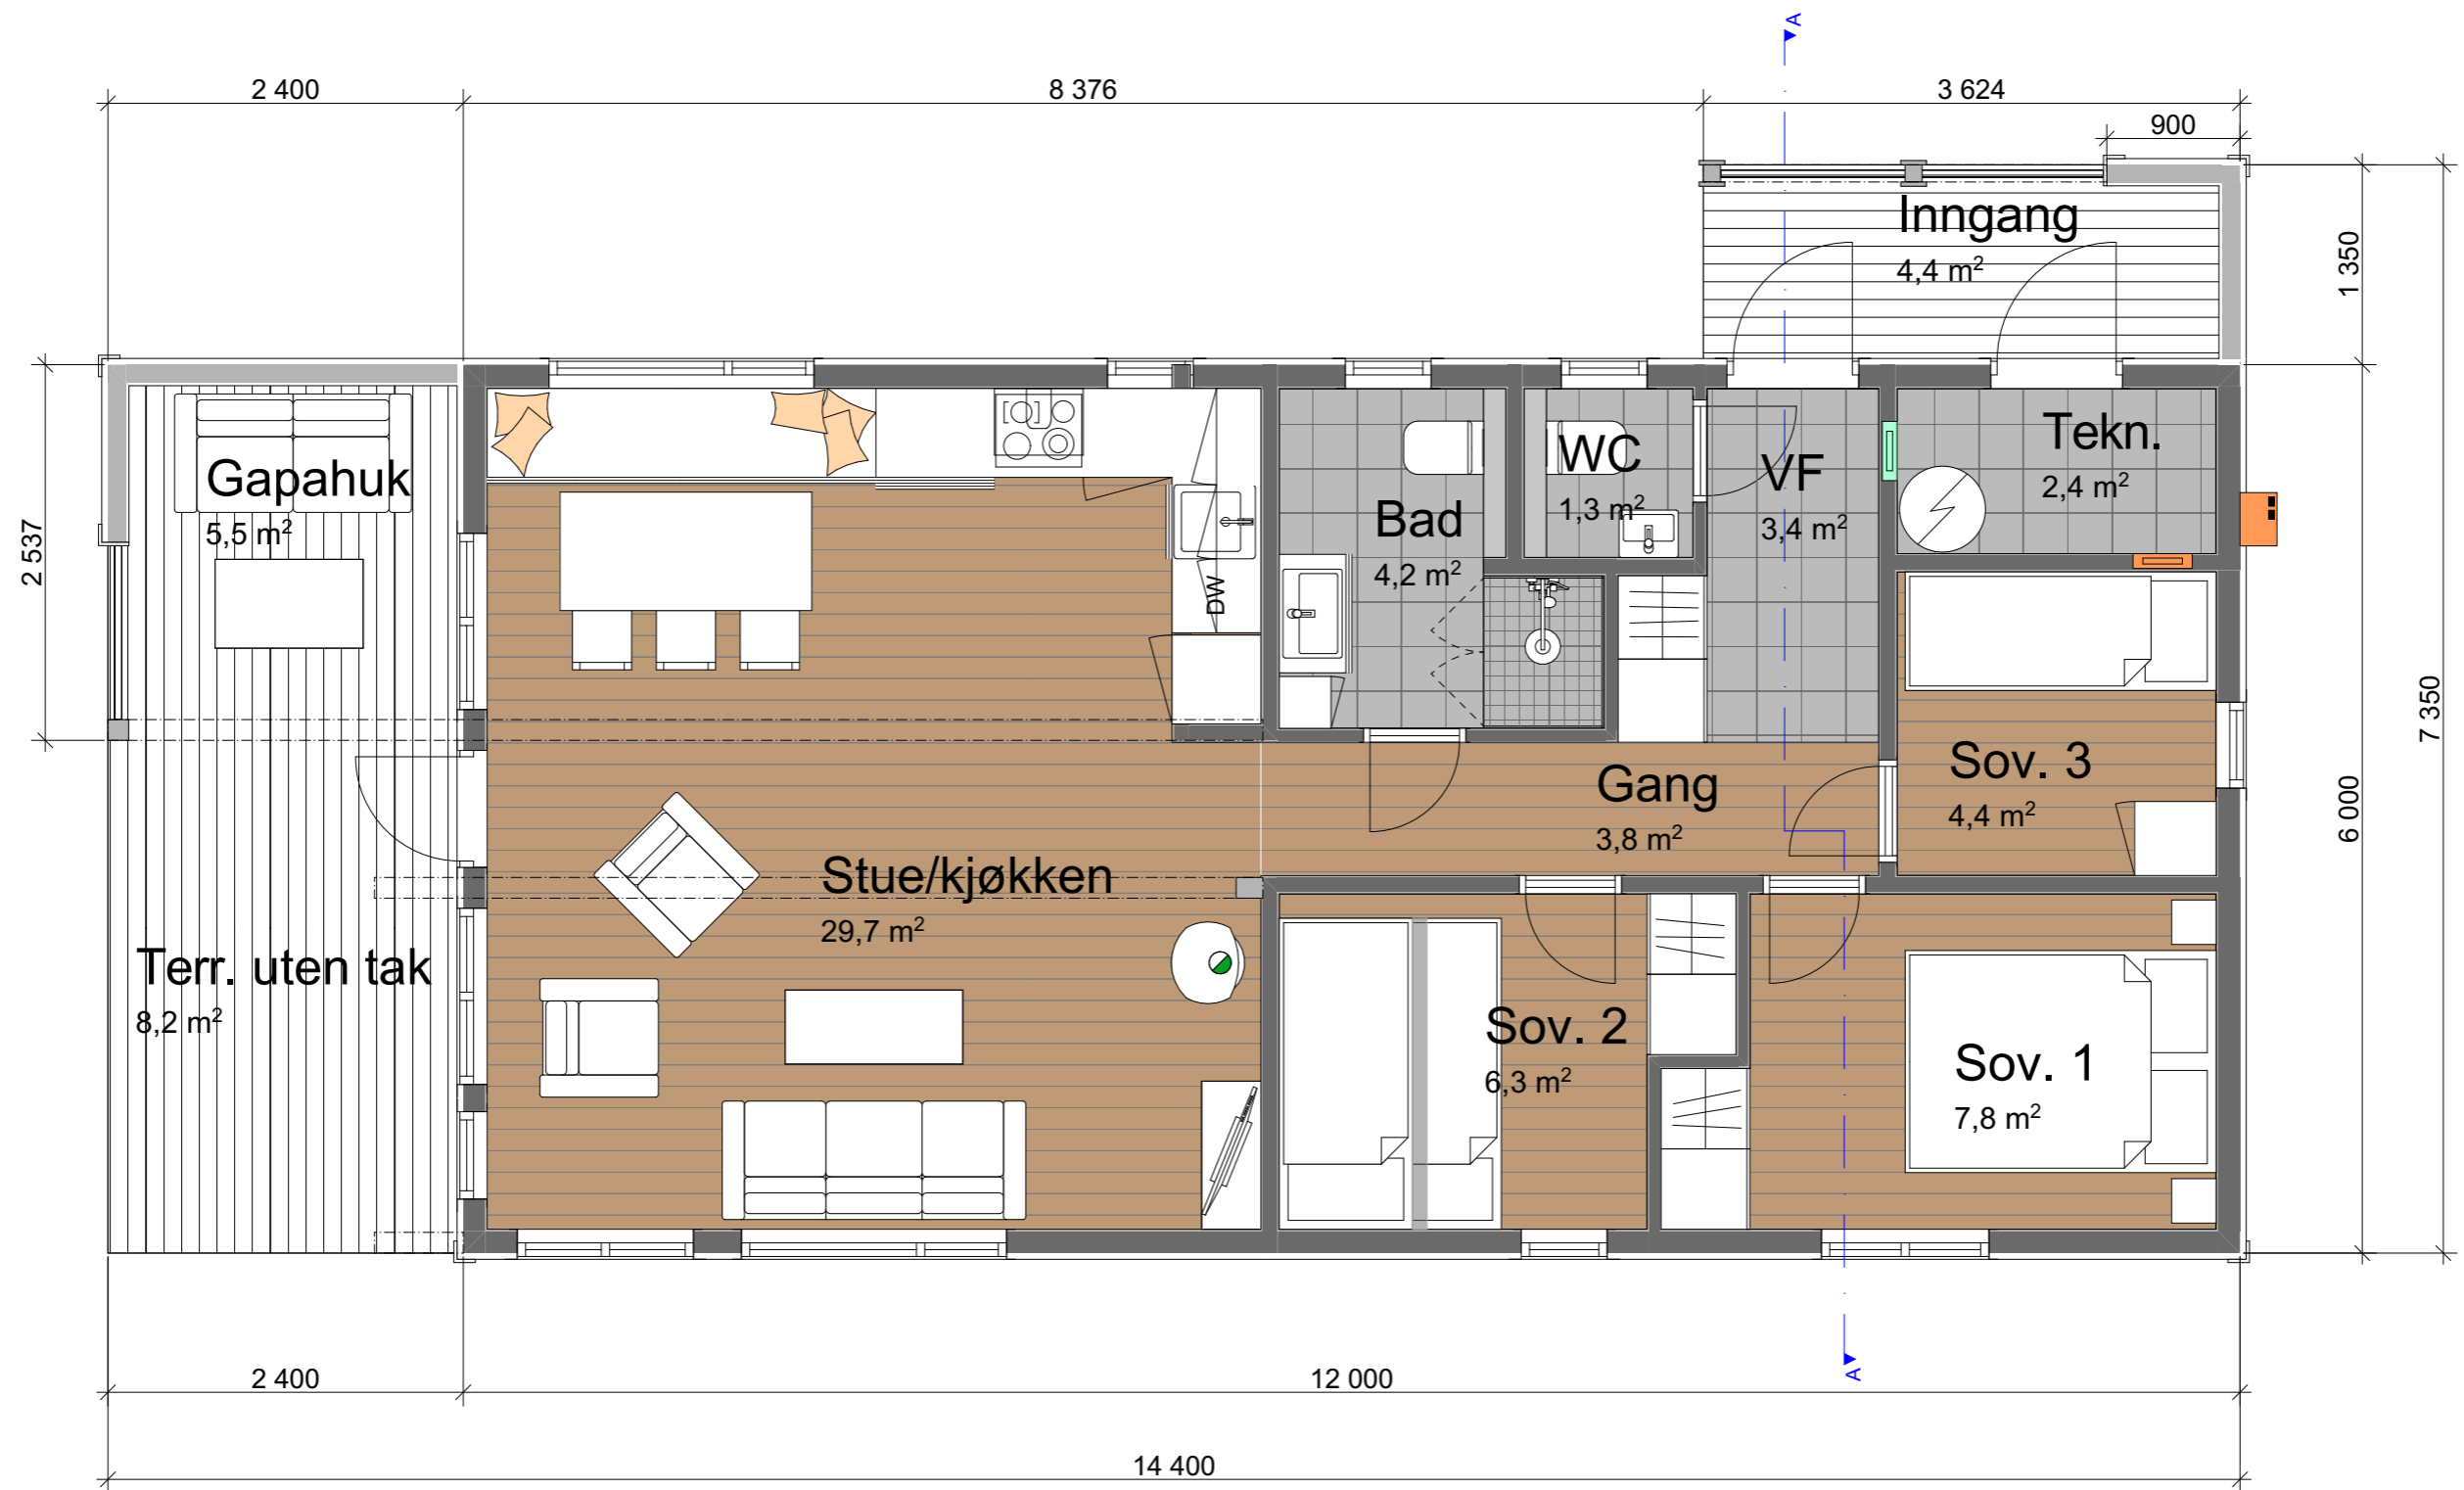 A
2 400
8 376
3 624
900
Inngang
4,4 m²
1 350
7 350
6 000
2 537
Gapahuk
5,5 m²
DW
Bad
4,2 m²
WC
1,3 m²
VF
3,4 m²
Tekn.
2,4 m²
Sov. 3
4,4 m²
Gang
3,8 m²
Stue/kjøkken
29,7 m²
Terr. uten tak
8,2 m²
Sov. 2
6,3 m²
Sov. 1
7,8 m²
A
2 400
12 000
14 400